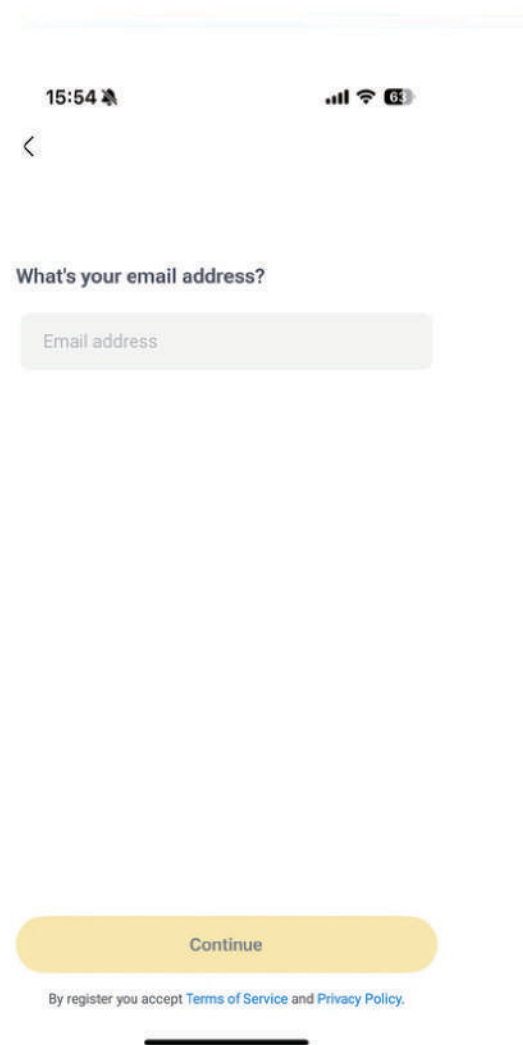 15:54
63
What's your email address?
Email address
Continue
By register you accept Terms of Service and Privacy Policy.